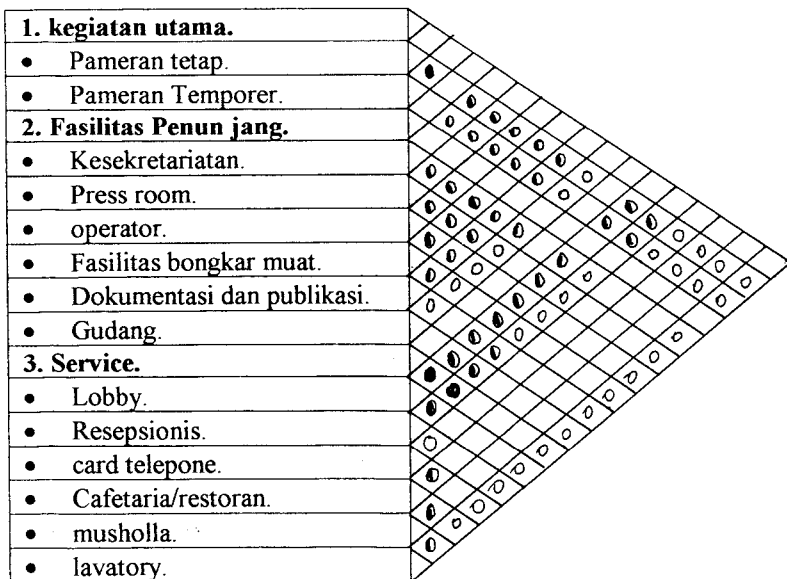 1. kegiatan utama.
• Pameran tetap.
• Pameran Temporer.
2. Fasilitas Penun jang.
• Kesekretariatan.
• Press room.
• operator.
• Fasilitas bongkar muat.
• Dokumentasi dan publikasi.
• Gudang.
3. Service.
• Lobby.
• Resepsionis.
• card telepone.
• Cafetaria/restoran.
• musholla.
• lavatory.